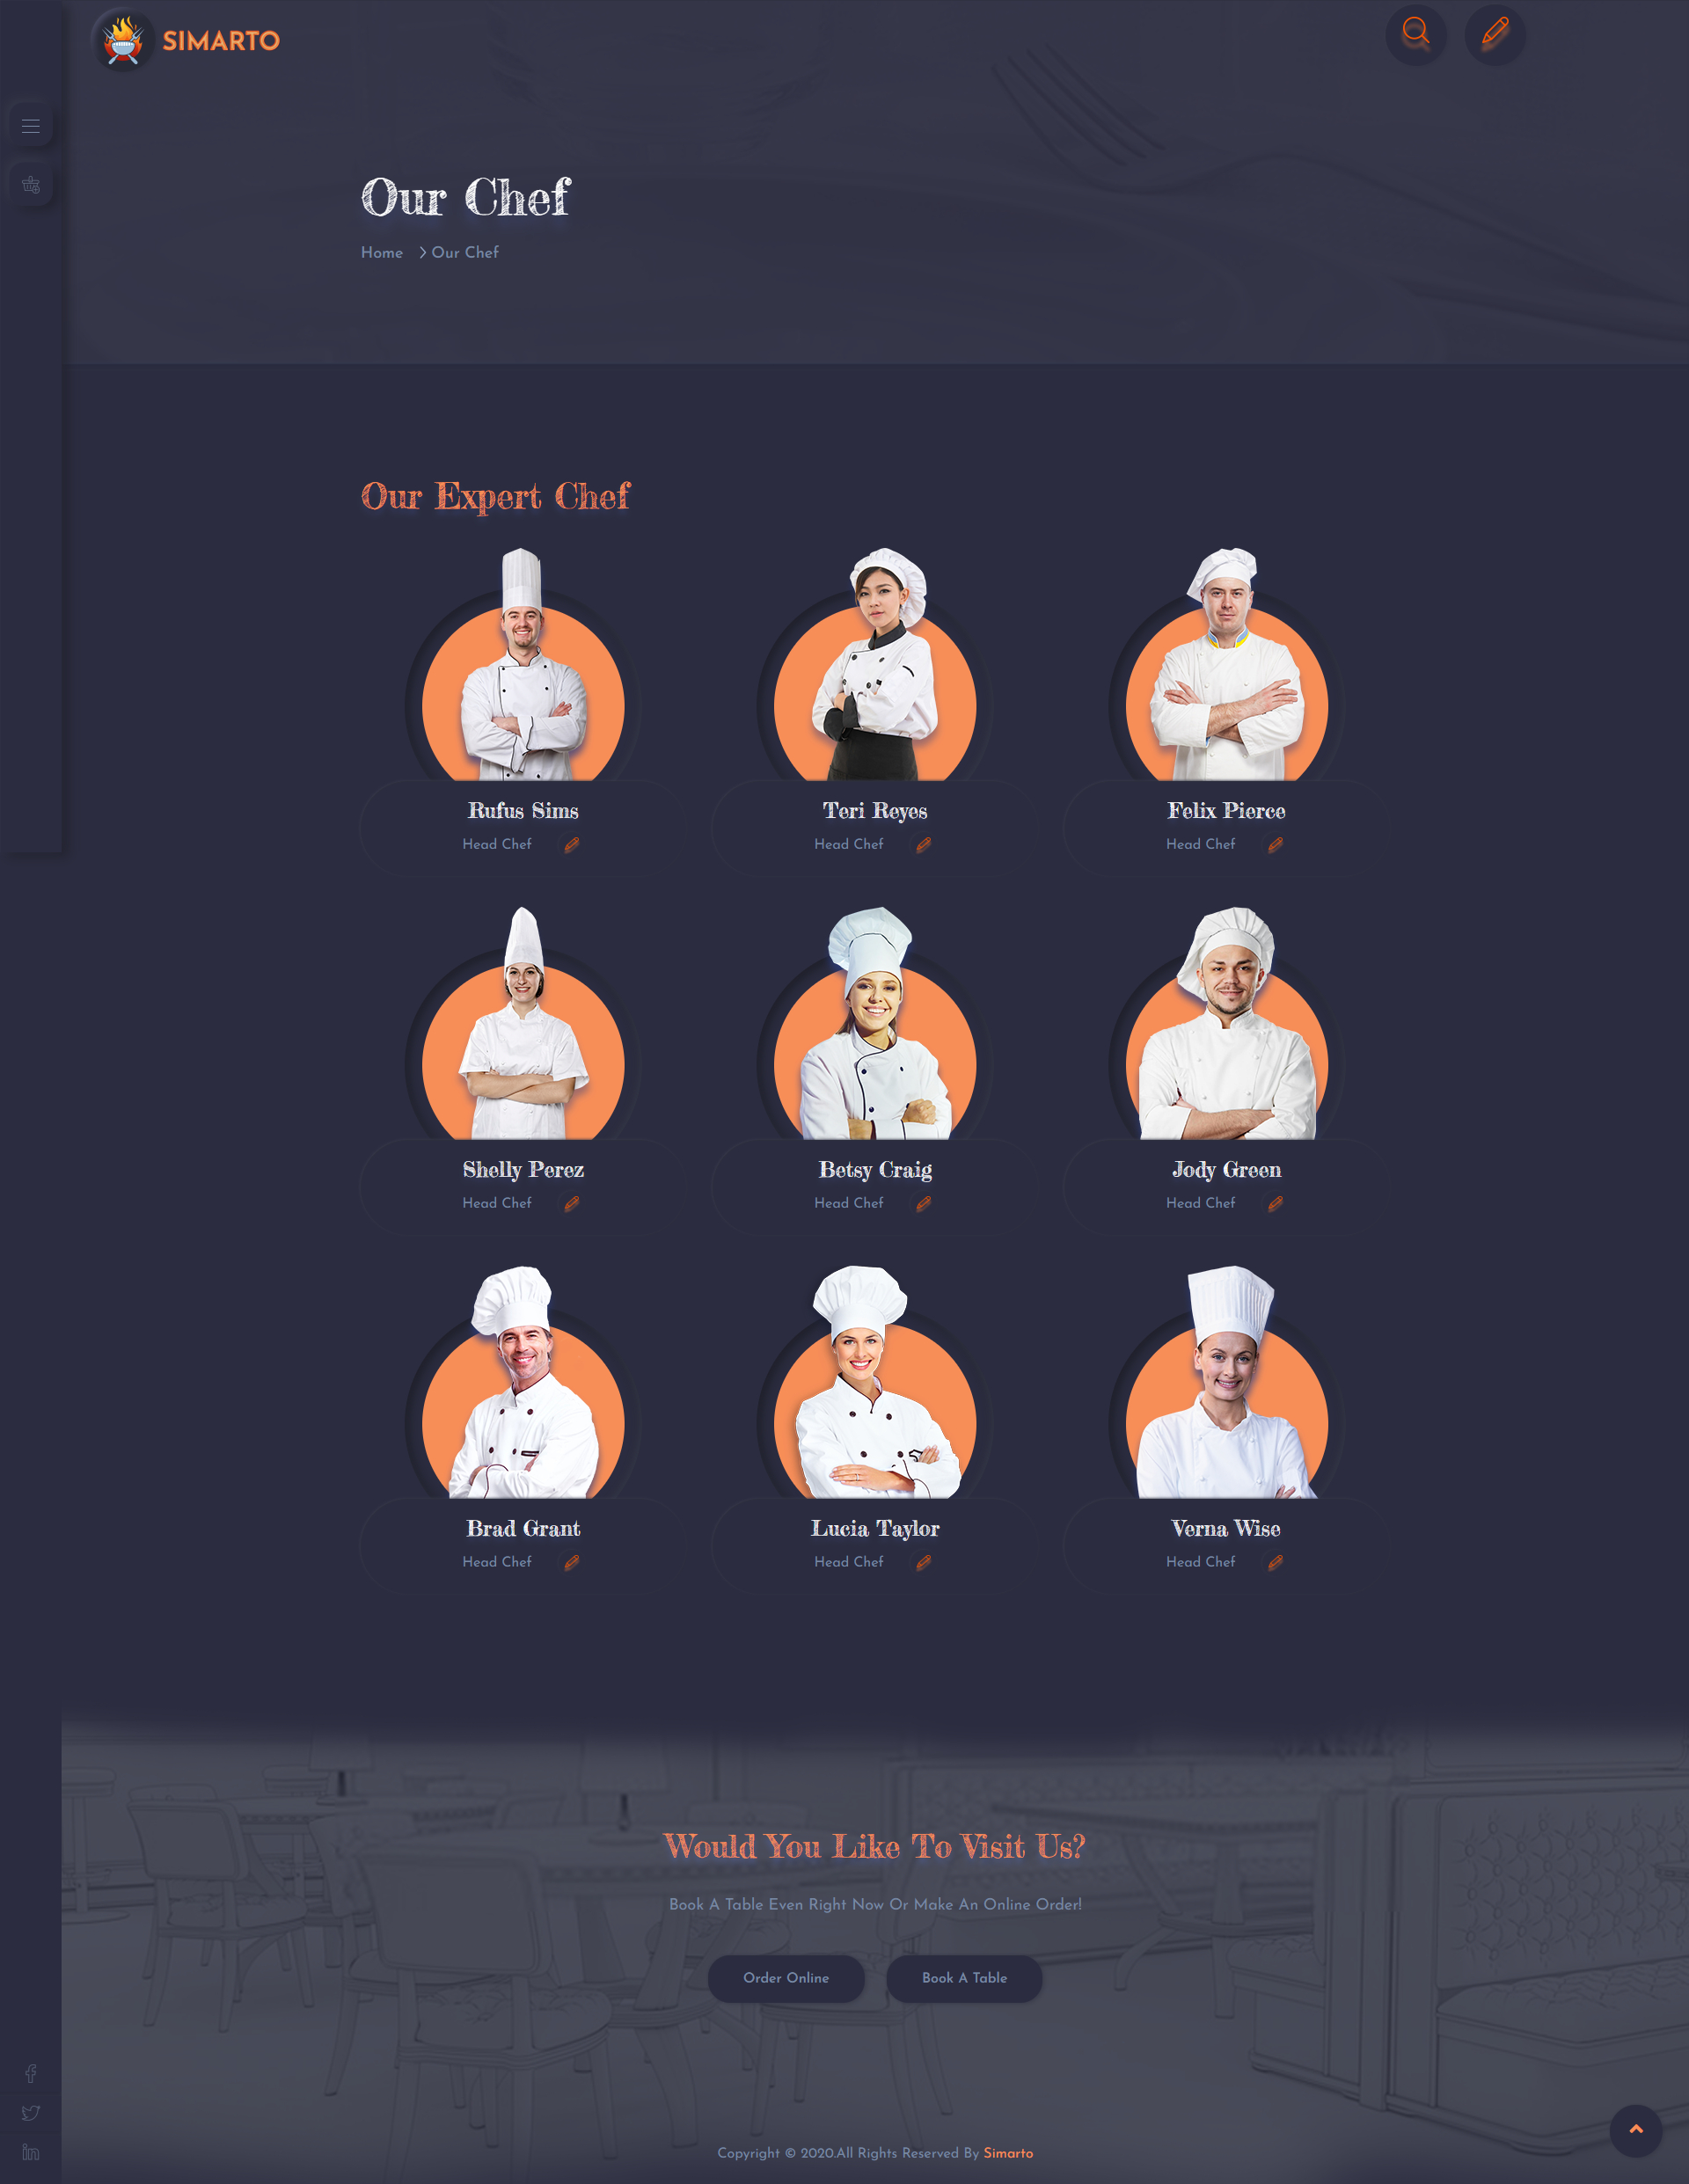 SIMARTO
Our Chef
Home
Our Chef
Our Expert Chef
Rufus Sims
Head Chef
Teri Reyes
Head Chef
Felix Pierce
Head Chef
Shelly Perez
Head Chef
Betsy Craig
Head Chef
Jody Green
Head Chef
Brad Grant
Head Chef
Lucia Taylor
Head Chef
Verna Wise
Head Chef
Would You Like To Visit Us?
Book A Table Even Right Now Or Make An Online Order!
Order Online
Book A Table
Copyright © 2020.All Rights Reserved By Simarto